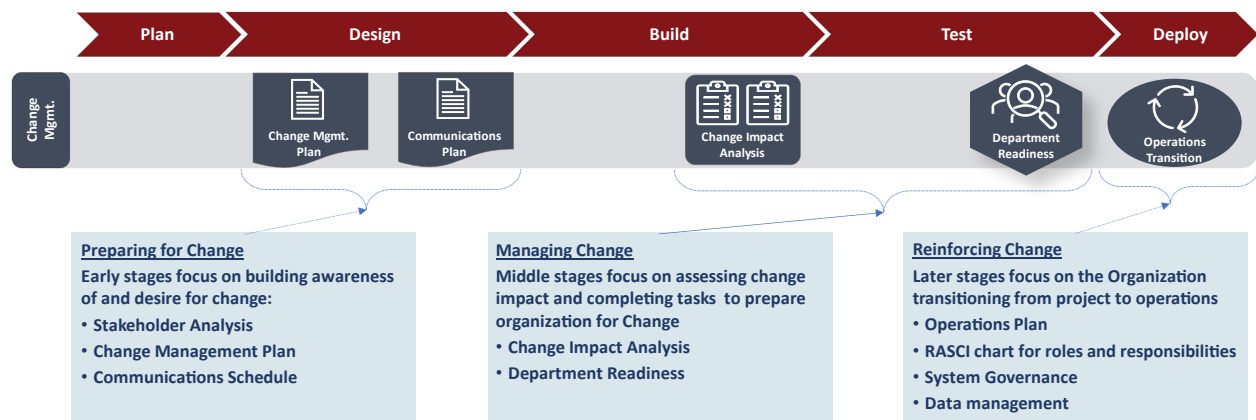 Plan
Design
Build
Test
Deploy
Change
Mgmt.
Change Mgmt.
Plan
Communications
Plan
Change Impact
Analysis
Department
Readiness
Operations
Transition
Preparing for Change
Early stages focus on building awareness
of and desire for change:
• Stakeholder Analysis
• Change Management Plan
• Communications Schedule
Managing Change
Middle stages focus on assessing change
impact and completing tasks to prepare
organization for Change
• Change Impact Analysis
• Department Readiness
Reinforcing Change
Later stages focus on the Organization
transitioning from project to operations
• Operations Plan
• RASCI chart for roles and responsibilities
• System Governance
• Data management